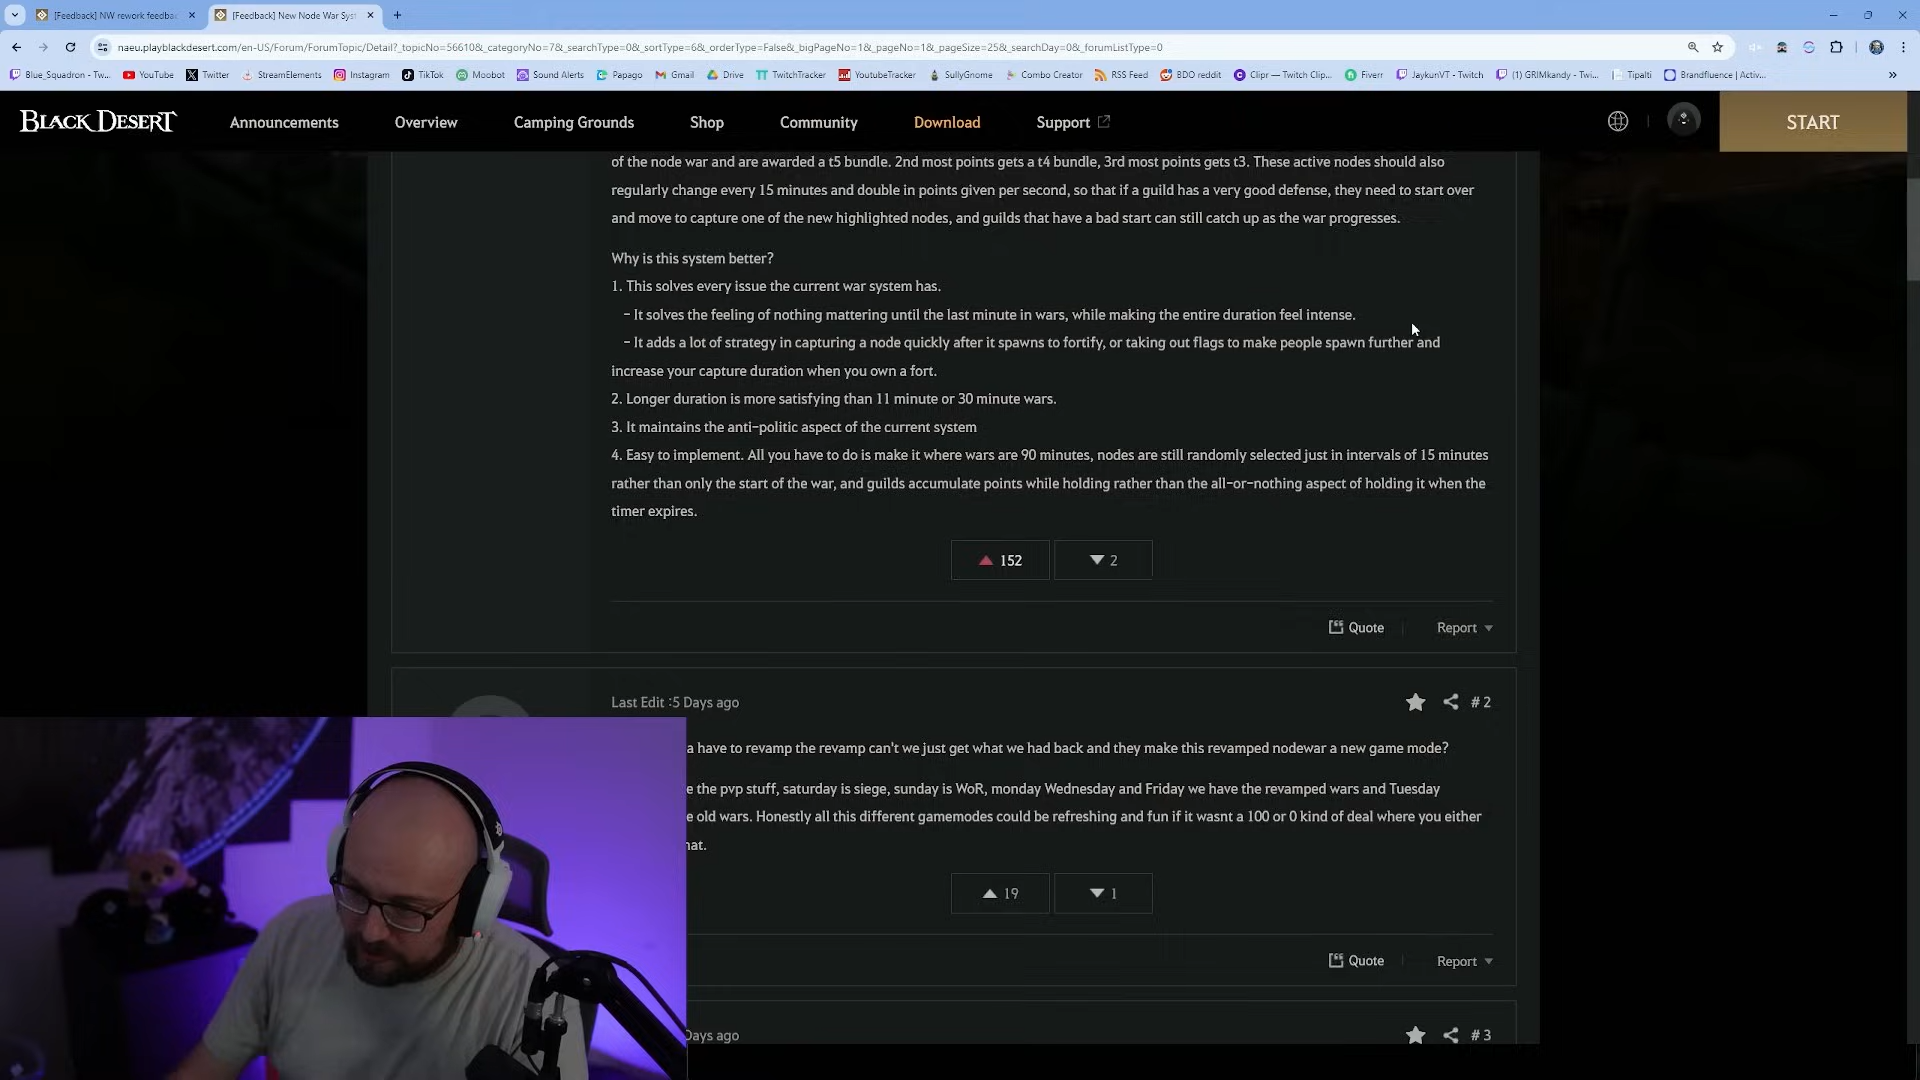 [Feedback] NW rework feedbac
[Feedback] New Node War Sys
naeu.playblackdesert.com/en-US/Forum/ForumTopic/Detail?_topicNo=56610&_categoryNo=7&_searchType=0&_sortType=6&_orderType=False&_bigPageNo=1&_pageNo=1&_pageSize=25&_searchDay=0&_forumListType=0
Blue_Squadron - Tw... YouTube Twitter StreamElements Instagram TikTok Moobot Sound Alerts Papago Gmail Drive TwitchTracker YoutubeTracker SullyGnome Combo Creator RSS Feed BDO reddit Clipr — Twitch Clip... Fiverr JaykunVT - Twitch (1) GRIMkandy - Twi... Tipalti Brandfluence | Activ...
BLACK DESERT Announcements Overview Camping Grounds Shop Community Download Support START
of the node war and are awarded a t5 bundle. 2nd most points gets a t4 bundle, 3rd most points gets t3. These active nodes should also
regularly change every 15 minutes and double in points given per second, so that if a guild has a very good defense, they need to start over
and move to capture one of the new highlighted nodes, and guilds that have a bad start can still catch up as the war progresses.
Why is this system better?
1. This solves every issue the current war system has.
- It solves the feeling of nothing mattering until the last minute in wars, while making the entire duration feel intense.
- It adds a lot of strategy in capturing a node quickly after it spawns to fortify, or taking out flags to make people spawn further and
increase your capture duration when you own a fort.
2. Longer duration is more satisfying than 11 minute or 30 minute wars.
3. It maintains the anti-politic aspect of the current system
4. Easy to implement. All you have to do is make it where wars are 90 minutes, nodes are still randomly selected just in intervals of 15 minutes
rather than only the start of the war, and guilds accumulate points while holding rather than the all-or-nothing aspect of holding it when the
timer expires.
152 2
Quote Report
Last Edit :5 Days ago # 2
a have to revamp the revamp can't we just get what we had back and they make this revamped nodewar a new game mode?
e the pvp stuff, saturday is siege, sunday is WoR, monday Wednesday and Friday we have the revamped wars and Tuesday
e old wars. Honestly all this different gamemodes could be refreshing and fun if it wasnt a 100 or 0 kind of deal where you either
hat.
19 1
Quote Report
Days ago # 3